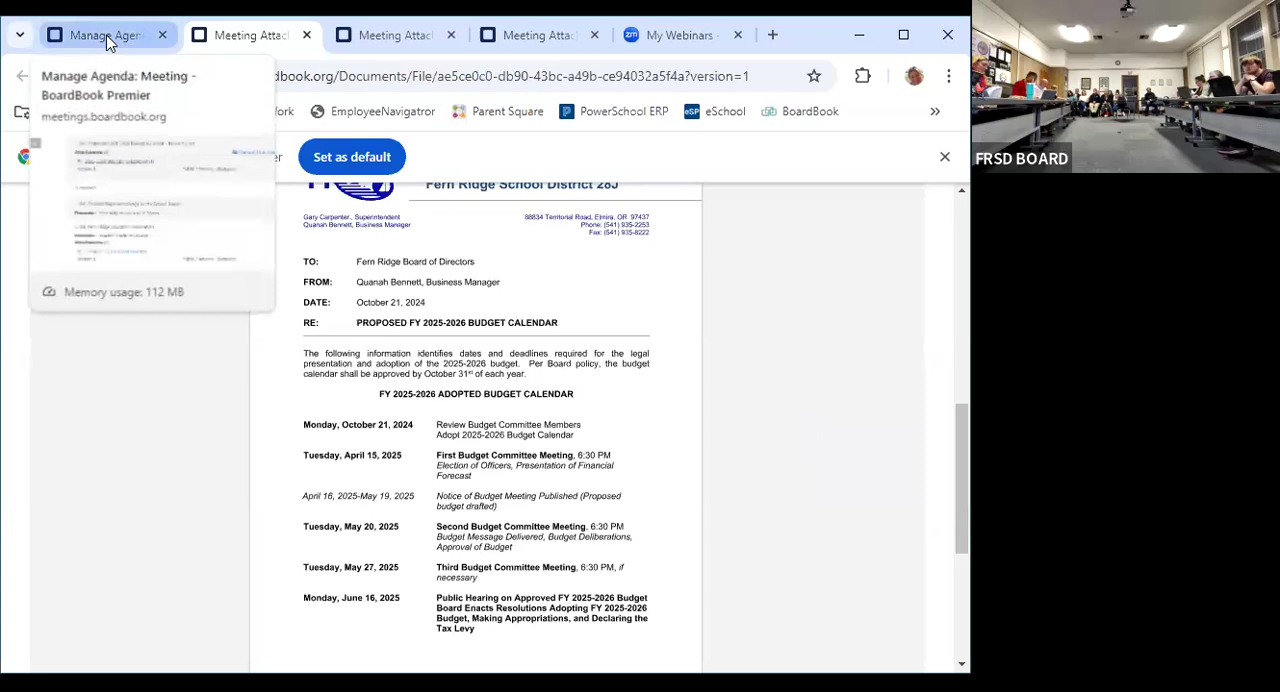 Manage Agen
Meeting Attac
Meeting Attac
Meeting Attac
zm My Webinars -
dbook.org/Documents/File/ae5ce0c0-db90-43bc-a49b-ce94032a5f4a?version=1
Manage Agenda: Meeting -
BoardBook Premier
meetings.boardbook.org
Memory usage: 112 MB
ork EmployeeNavigator Parent Square PowerSchool ERP eSP eSchool BoardBook
er Set as default
Fern Ridge School District 28J
Gary Carpenter, Superintendent
Quanah Bennett, Business Manager
88834 Territorial Road, Elmira, OR 97437
Phone: (541) 935-2253
Fax: (541) 935-8222
TO: Fern Ridge Board of Directors
FROM: Quanah Bennett, Business Manager
DATE: October 21, 2024
RE: PROPOSED FY 2025-2026 BUDGET CALENDAR
The following information identifies dates and deadlines required for the legal
presentation and adoption of the 2025-2026 budget. Per Board policy, the budget
calendar shall be approved by October 31st of each year.
FY 2025-2026 ADOPTED BUDGET CALENDAR
Monday, October 21, 2024 Review Budget Committee Members
Adopt 2025-2026 Budget Calendar
Tuesday, April 15, 2025 First Budget Committee Meeting, 6:30 PM
Election of Officers, Presentation of Financial
Forecast
April 16, 2025-May 19, 2025 Notice of Budget Meeting Published (Proposed
budget drafted)
Tuesday, May 20, 2025 Second Budget Committee Meeting, 6:30 PM
Budget Message Delivered, Budget Deliberations,
Approval of Budget
Tuesday, May 27, 2025 Third Budget Committee Meeting, 6:30 PM, if
necessary
Monday, June 16, 2025 Public Hearing on Approved FY 2025-2026 Budget
Board Enacts Resolutions Adopting FY 2025-2026
Budget, Making Appropriations, and Declaring the
Tax Levy
FRSD BOARD